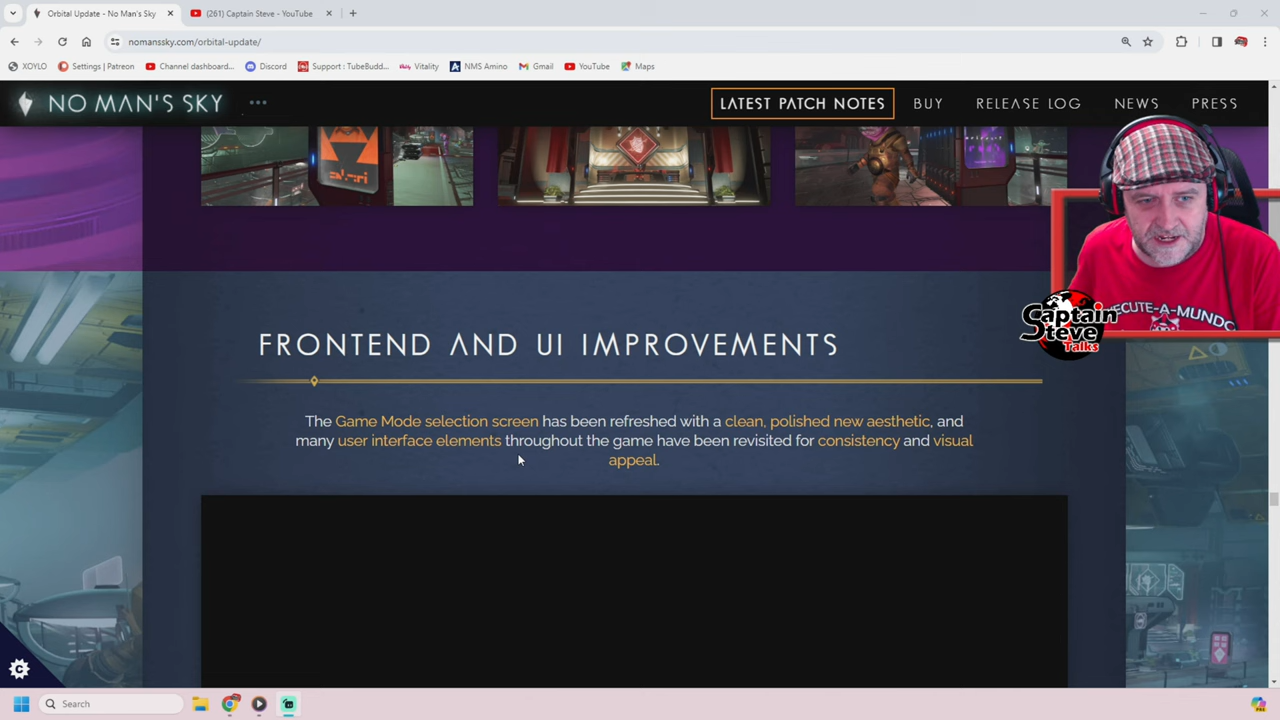 Orbital Update - No Man's Sky
(261) Captain Steve - YouTube
nomanssky.com/orbital-update/
XOYLO
Settings | Patreon
Channel dashboard...
Discord
Support : TubeBudd...
Vitality
NMS Amino
Gmail
YouTube
Maps
NO MAN'S SKY
LATEST PATCH NOTES
BUY
RELEASE LOG
NEWS
PRESS
Captain
Steve
Talks
FRONTEND AND UI IMPROVEMENTS
The Game Mode selection screen has been refreshed with a clean, polished new aesthetic, and
many user interface elements throughout the game have been revisited for consistency and visual
appeal.
Search